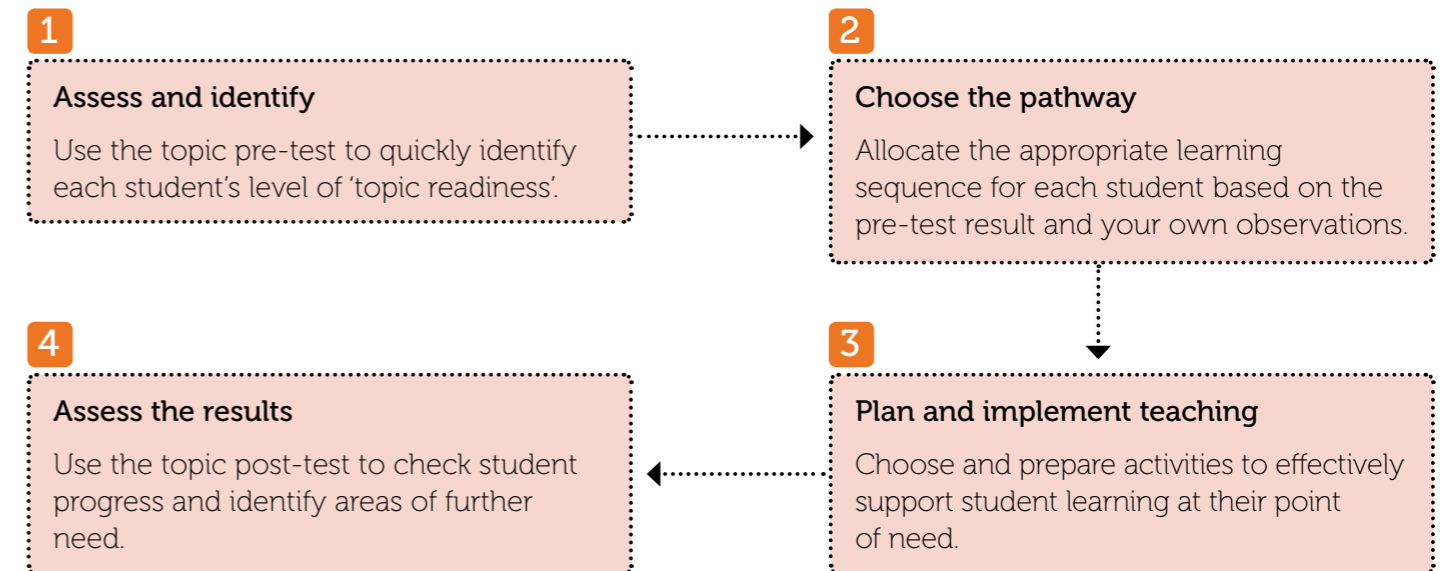 1
Assess and identify
Use the topic pre-test to quickly identify
each student's level of 'topic readiness'.
2
Choose the pathway
Allocate the appropriate learning
sequence for each student based on the
pre-test result and your own observations.
3
Plan and implement teaching
Choose and prepare activities to effectively
support student learning at their point
of need.
4
Assess the results
Use the topic post-test to check student
progress and identify areas of further
need.